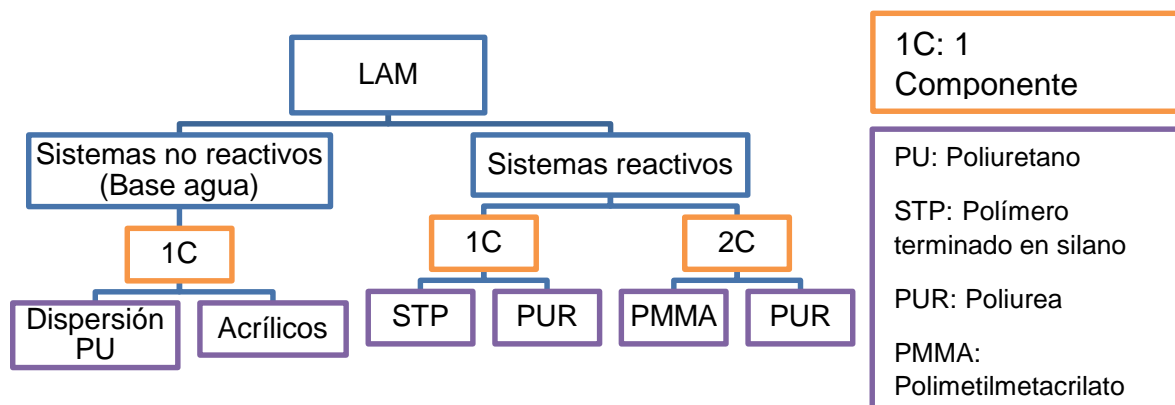 LAM
Sistemas no reactivos
(Base agua)
Sistemas reactivos
1C
1C
2C
Dispersión
PU
Acrílicos
STP
PUR
PMMA
PUR
1C: 1
Componente
PU: Poliuretano
STP: Polímero
terminado en silano
PUR: Poliurea
PMMA:
Polimetilmetacrilato